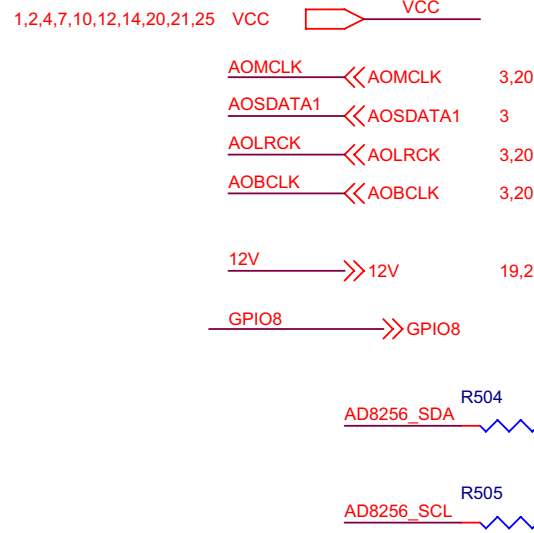 VCC
1,2,4,7,10,12,14,20,21,25 VCC
AOMCLK AOMCLK 3,20
AOSDATA1 AOSDATA1 3
AOLRCK AOLRCK 3,20
AOBCLK AOBCLK 3,20
12V 12V 19,2
GPIO8 GPIO8
R504
AD8256_SDA
R505
AD8256_SCL